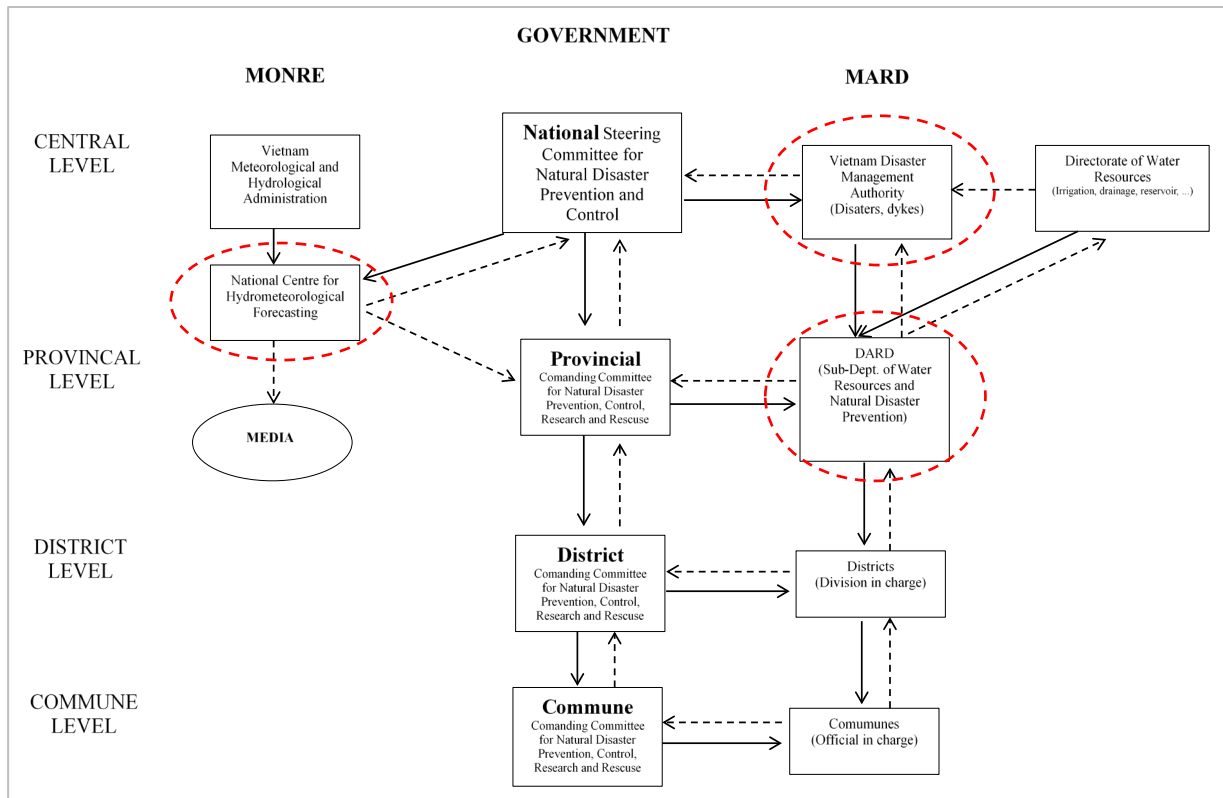 GOVERNMENT
MONRE
MARD
CENTRAL
LEVEL
Vietnam
Meteorological and
Hydrological
Administration
National Steering
Committee for
Natural Disaster
Prevention and
Control
Vietnam Disaster
Management
Authority
(Disaters, dykes)
Directorate of Water
Resources
(Irrigation, drainage, reservoir, ...)
National Centre for
Hydrometeorological
Forecasting
PROVINCAL
LEVEL
Provincial
Comanding Committee
for Natural Disaster
Prevention, Control,
Research and Rescuse
DARD
(Sub-Dept. of Water
Resources and
Natural Disaster
Prevention)
MEDIA
DISTRICT
LEVEL
District
Comanding Committee
for Natural Disaster
Prevention, Control,
Research and Rescuse
Districts
(Division in charge)
COMMUNE
LEVEL
Commune
Comanding Committee
for Natural Disaster
Prevention, Control,
Research and Rescuse
Comumunes
(Official in charge)